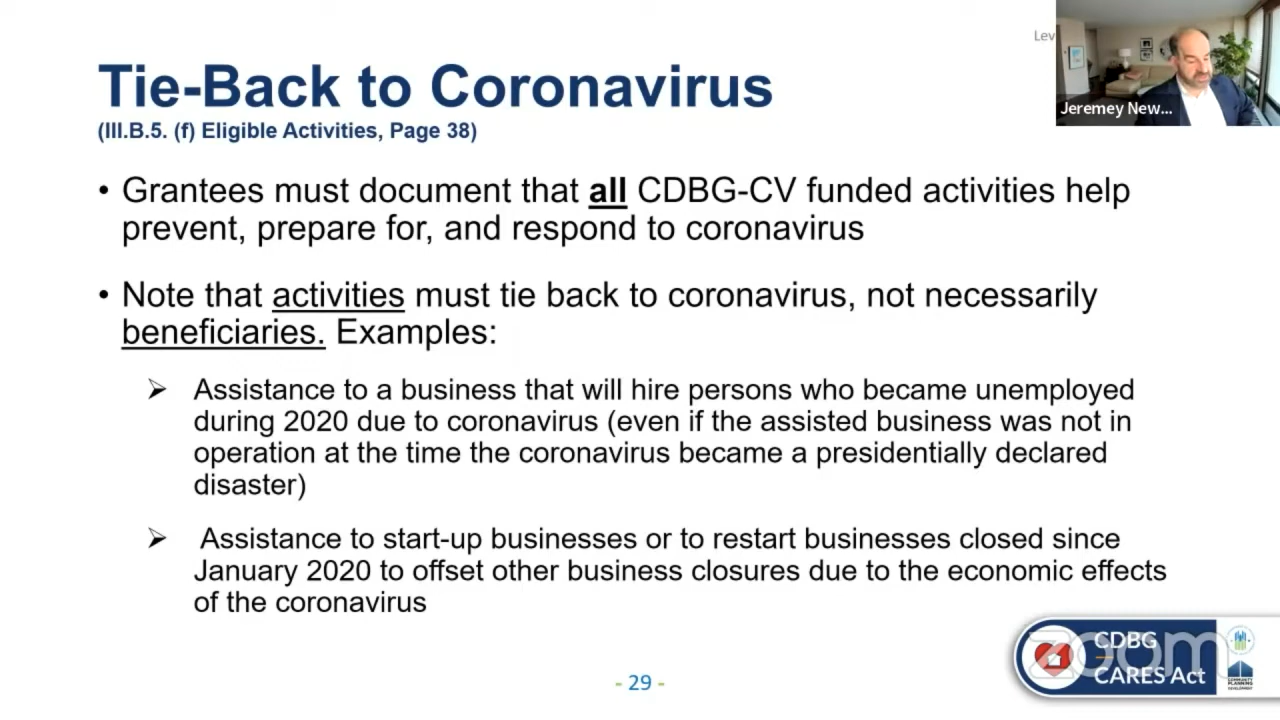 Lev
Tie-Back to Coronavirus
(III.B.5. (f) Eligible Activities, Page 38)
Jeremey New...
• Grantees must document that all CDBG-CV funded activities help
prevent, prepare for, and respond to coronavirus
• Note that activities must tie back to coronavirus, not necessarily
beneficiaries. Examples:
➢ Assistance to a business that will hire persons who became unemployed
during 2020 due to coronavirus (even if the assisted business was not in
operation at the time the coronavirus became a presidentially declared
disaster)
➢ Assistance to start-up businesses or to restart businesses closed since
January 2020 to offset other business closures due to the economic effects
of the coronavirus
CDBG
CARES Act
zoom
COMMUNITY
PLANNING
DEVELOPMENT
- 29 -